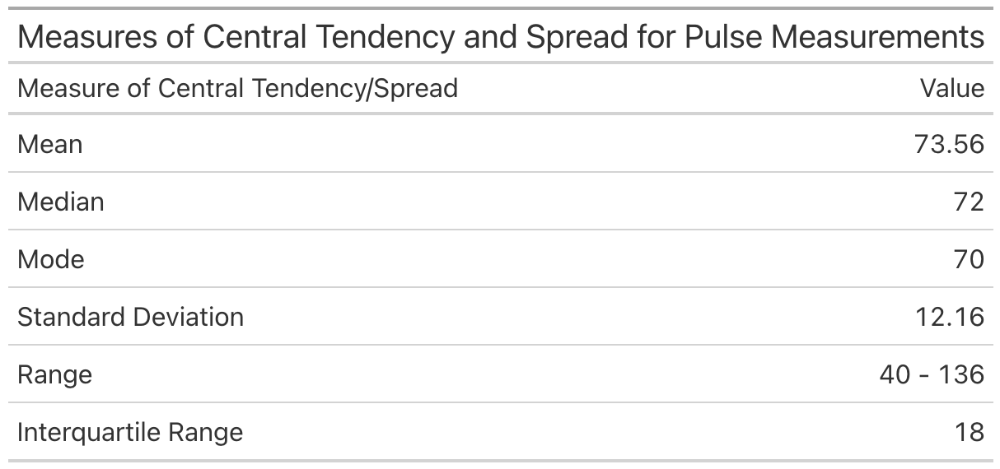 Measures of Central Tendency and Spread for Pulse Measurements
Measure of Central Tendency/Spread Value
Mean 73.56
Median 72
Mode 70
Standard Deviation 12.16
Range 40 - 136
Interquartile Range 18